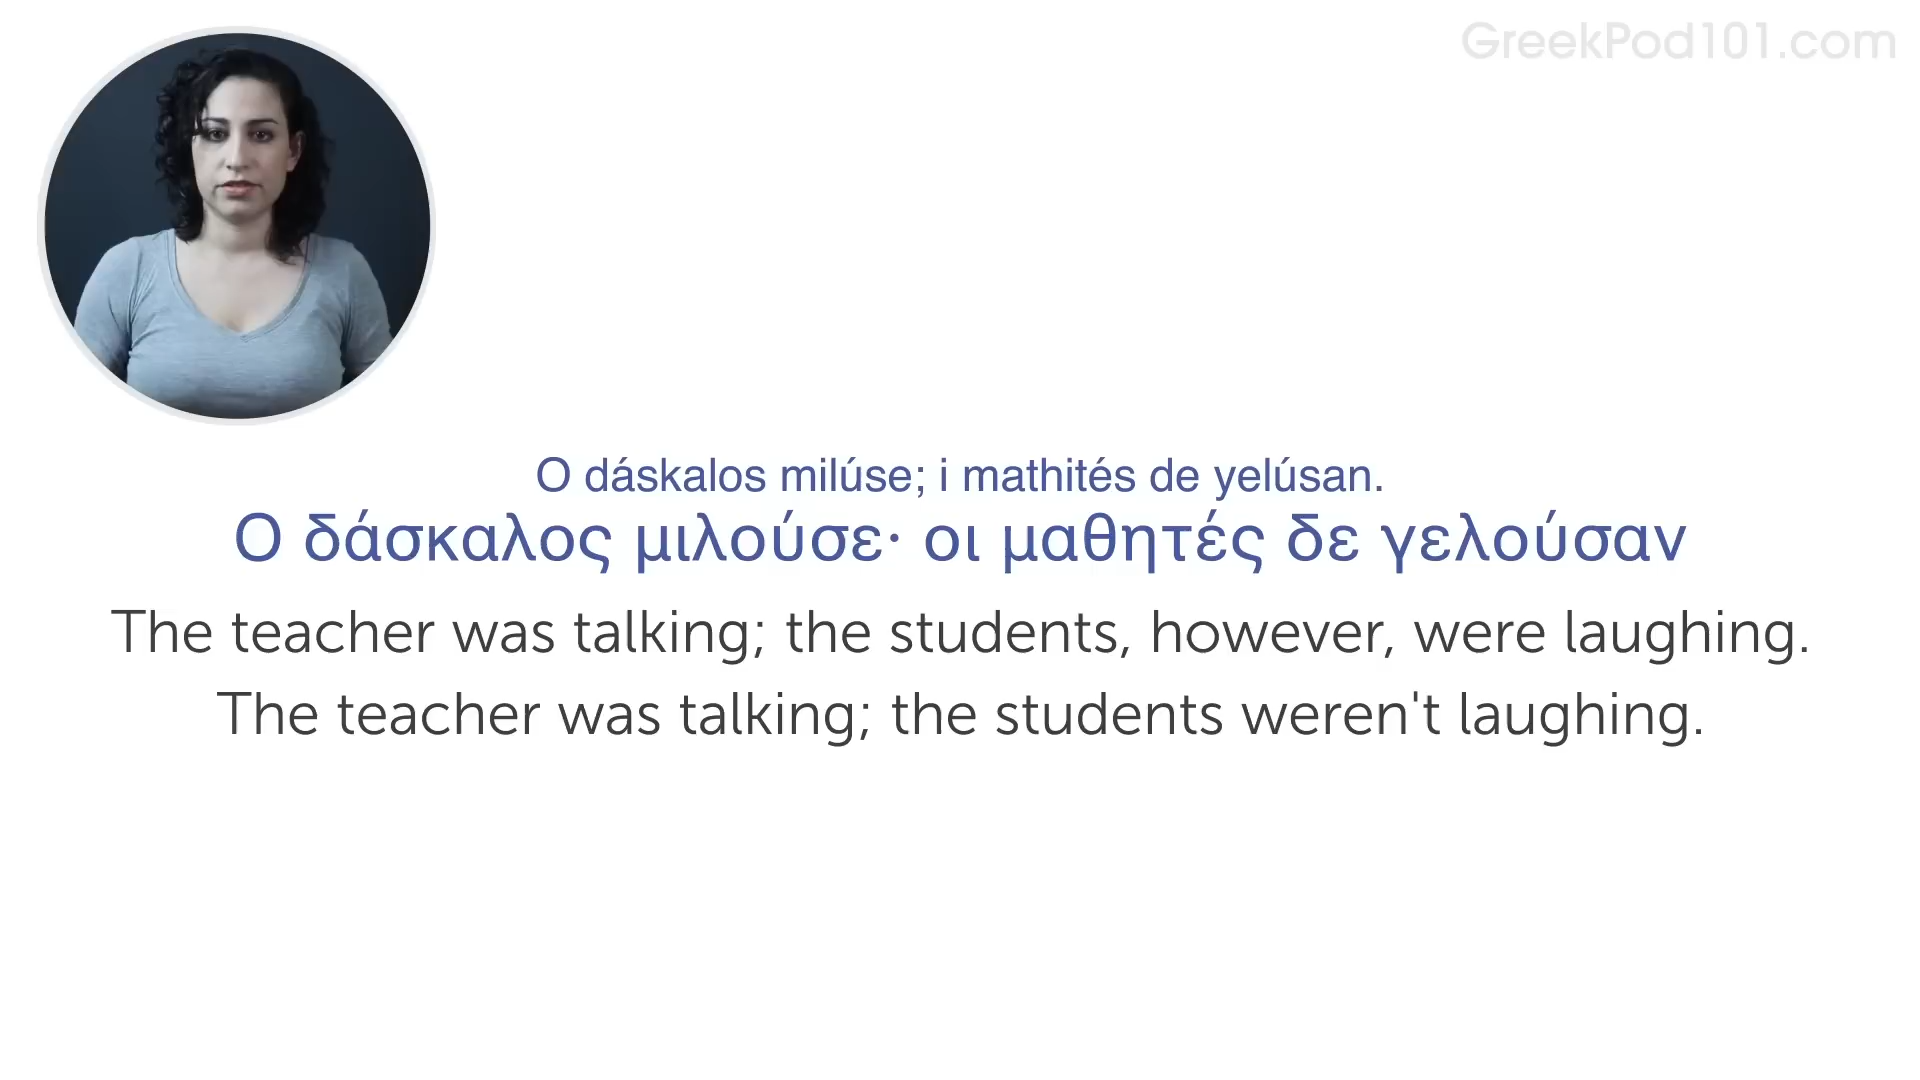 GreekPod101.com
O dáskalos milúse; i mathités de yelúsan.
Ο δάσκαλος μιλούσε· οι μαθητές δε γελούσαν
The teacher was talking; the students, however, were laughing.
The teacher was talking; the students weren't laughing.